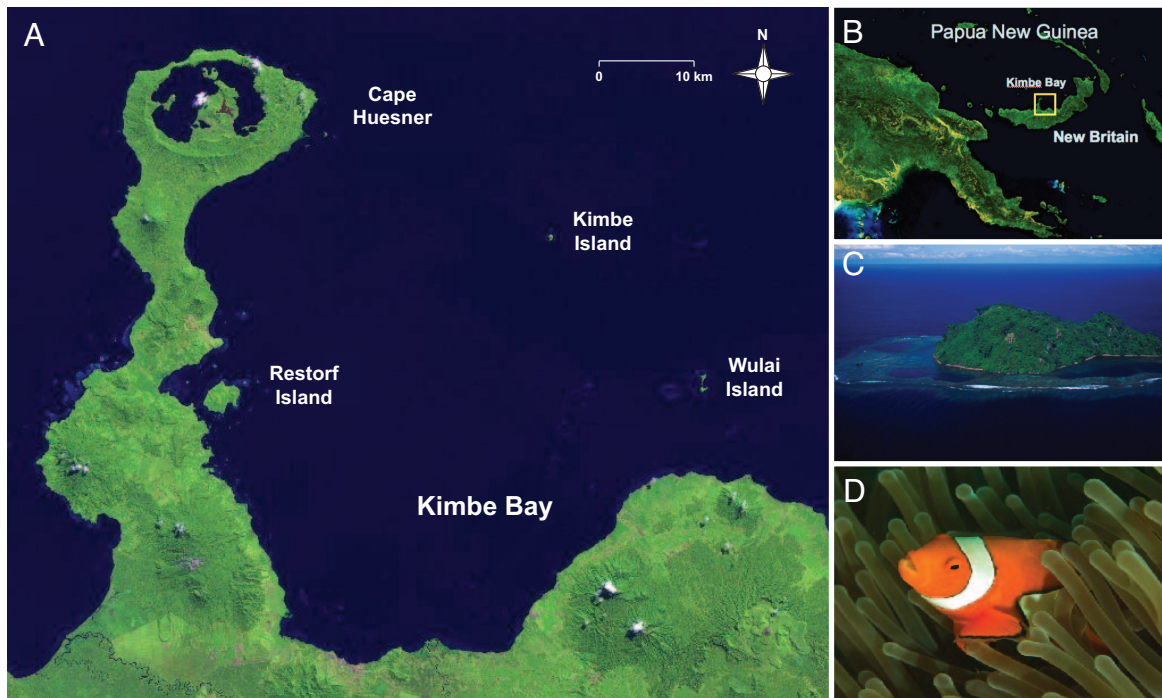 A
N
0
10 km
Cape
Huesner
Kimbe
Island
Restorf
Island
Wulai
Island
Kimbe Bay
B
Papua New Guinea
Kimbe Bay
New Britain
C
D